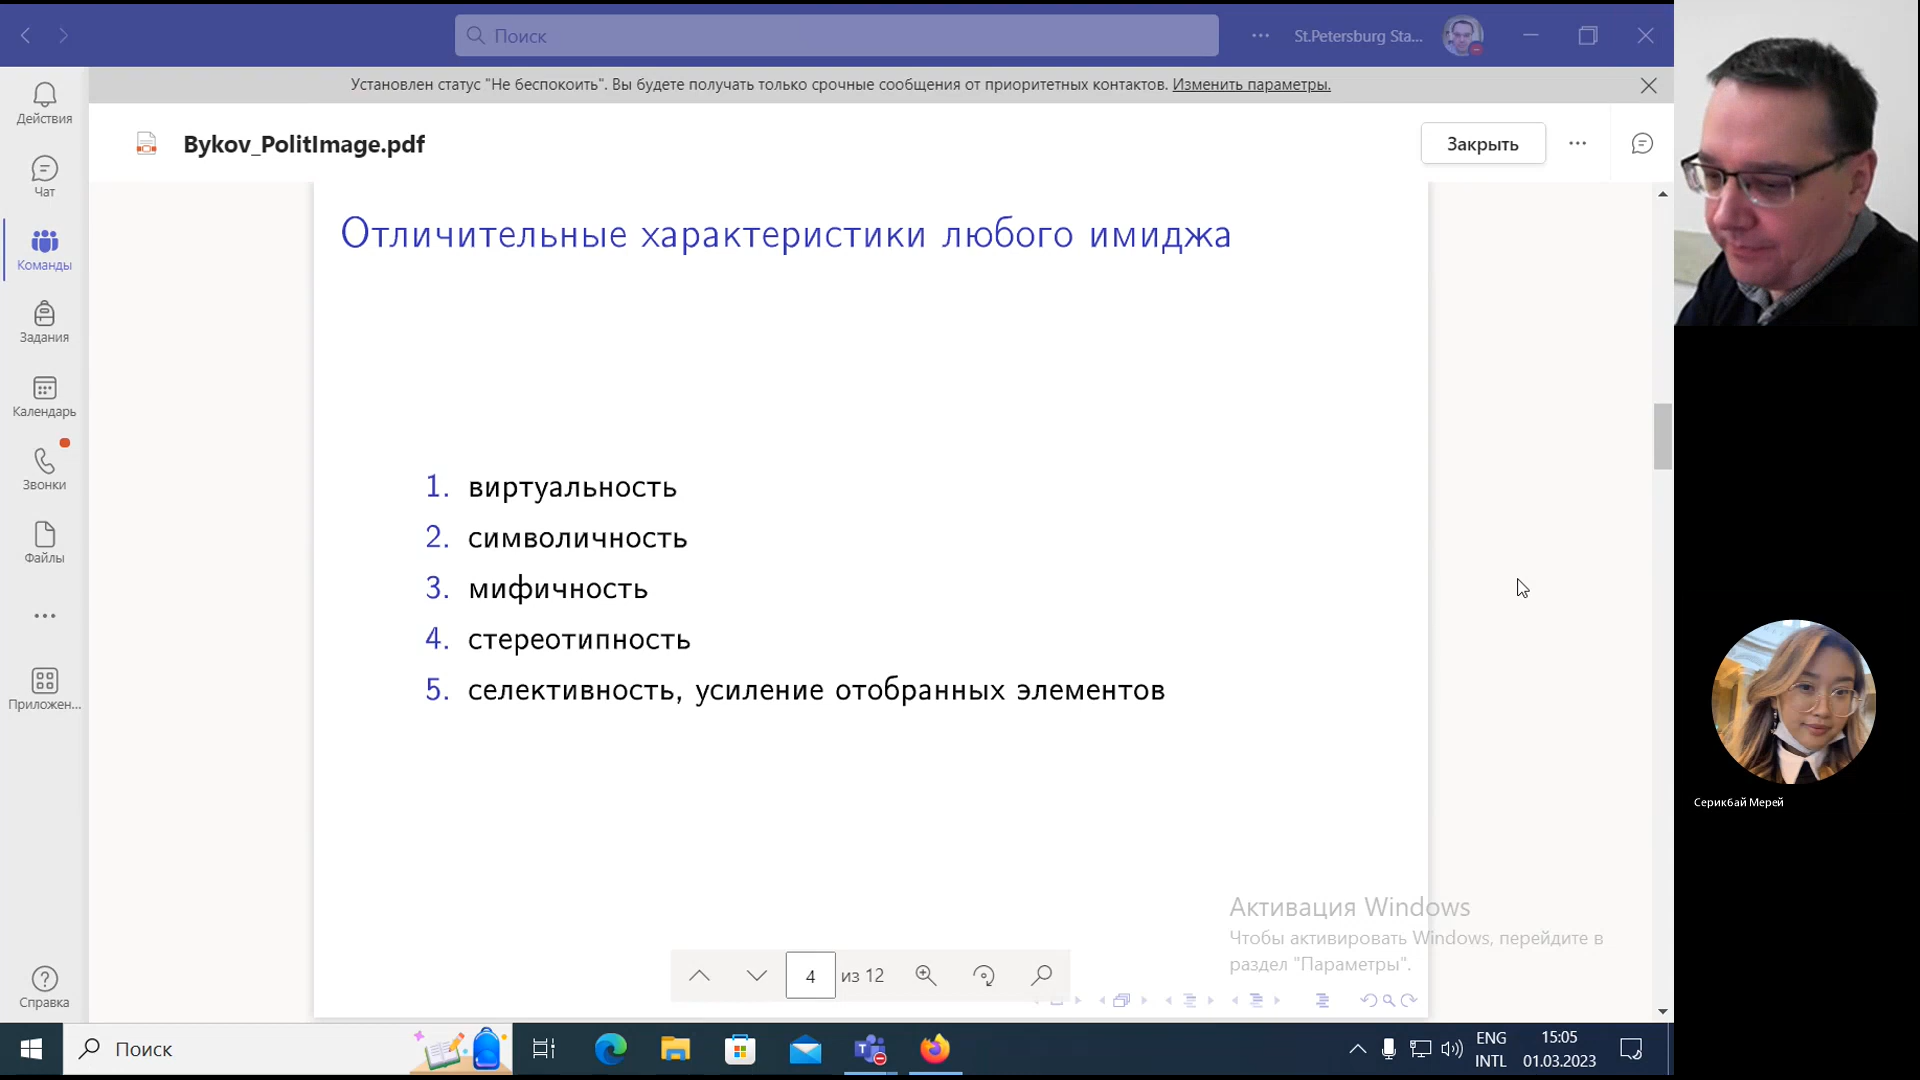 Поиск
St.Petersburg Sta...
Установлен статус "Не беспокоить". Вы будете получать только срочные сообщения от приоритетных контактов. Изменить параметры.
Действия
Чат
Команды
Задания
Календарь
Звонки
Файлы
Приложен...
Справка
Bykov_PolitImage.pdf
Закрыть
Отличительные характеристики любого имиджа
1. виртуальность
2. символичность
3. мифичность
4. стереотипность
5. селективность, усиление отобранных элементов
Серикбай Мерей
Активация Windows
Чтобы активировать Windows, перейдите в
раздел "Параметры".
4 из 12
Поиск
ENG
INTL
15:05
01.03.2023